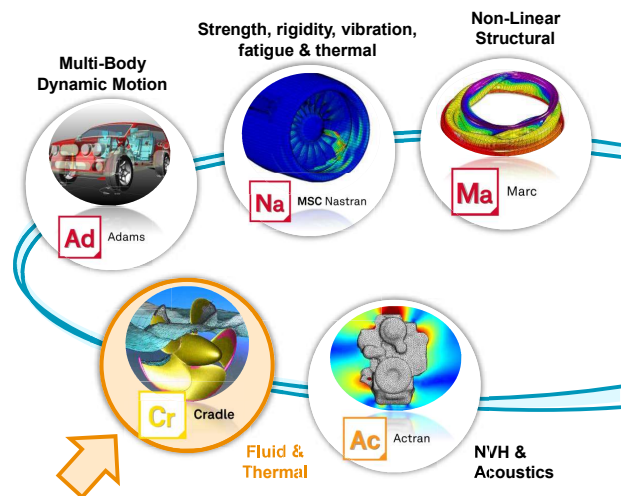 Strength, rigidity, vibration,
fatigue & thermal
Non-Linear
Structural
Multi-Body
Dynamic Motion
Ad
Adams
Na
MSC Nastran
Ma
Marc
Cr
Cradle
Fluid &
Thermal
Ac
Actran
NVH &
Acoustics